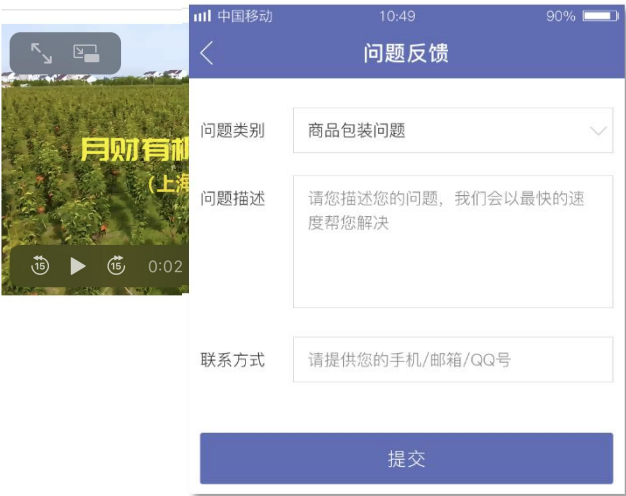 中国移动 10:49 90%
问题反馈
问题类别 商品包装问题
问题描述 请您描述您的问题，我们会以最快的速
度帮您解决
联系方式 请提供您的手机/邮箱/QQ号
提交
月财有机
(上海
15 15 0:02